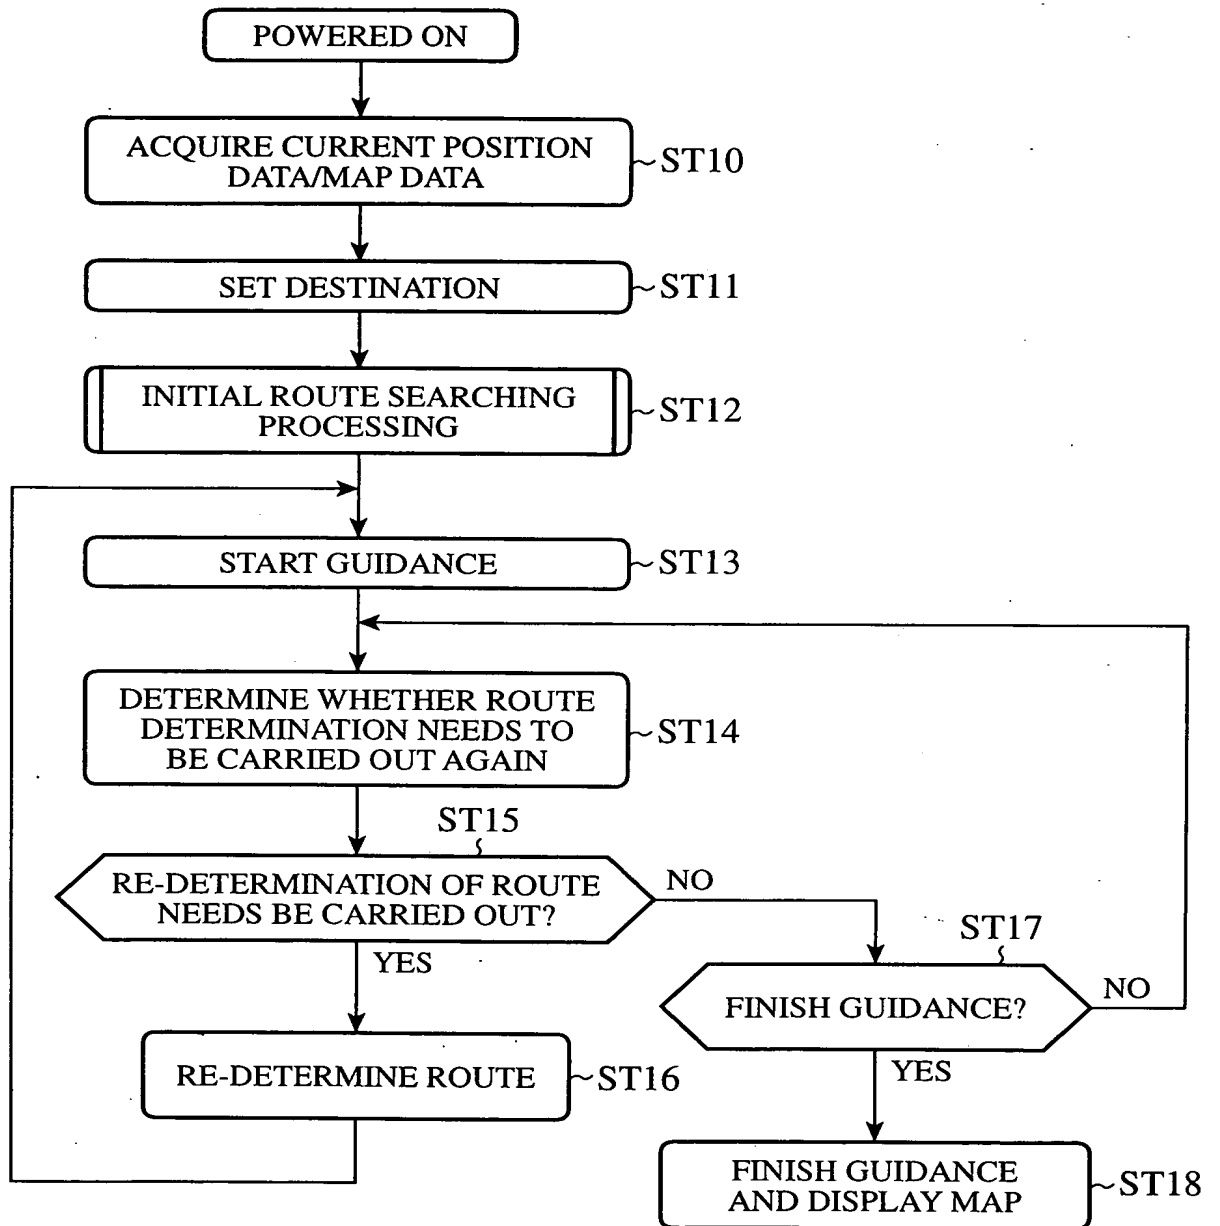 POWERED ON
ACQUIRE CURRENT POSITION
DATA/MAP DATA
ST10
SET DESTINATION
ST11
INITIAL ROUTE SEARCHING
PROCESSING
ST12
START GUIDANCE
ST13
DETERMINE WHETHER ROUTE
DETERMINATION NEEDS TO
BE CARRIED OUT AGAIN
ST14
ST15
RE-DETERMINATION OF ROUTE
NEEDS BE CARRIED OUT?
NO
YES
ST17
FINISH GUIDANCE?
NO
YES
RE-DETERMINE ROUTE
ST16
FINISH GUIDANCE
AND DISPLAY MAP
ST18